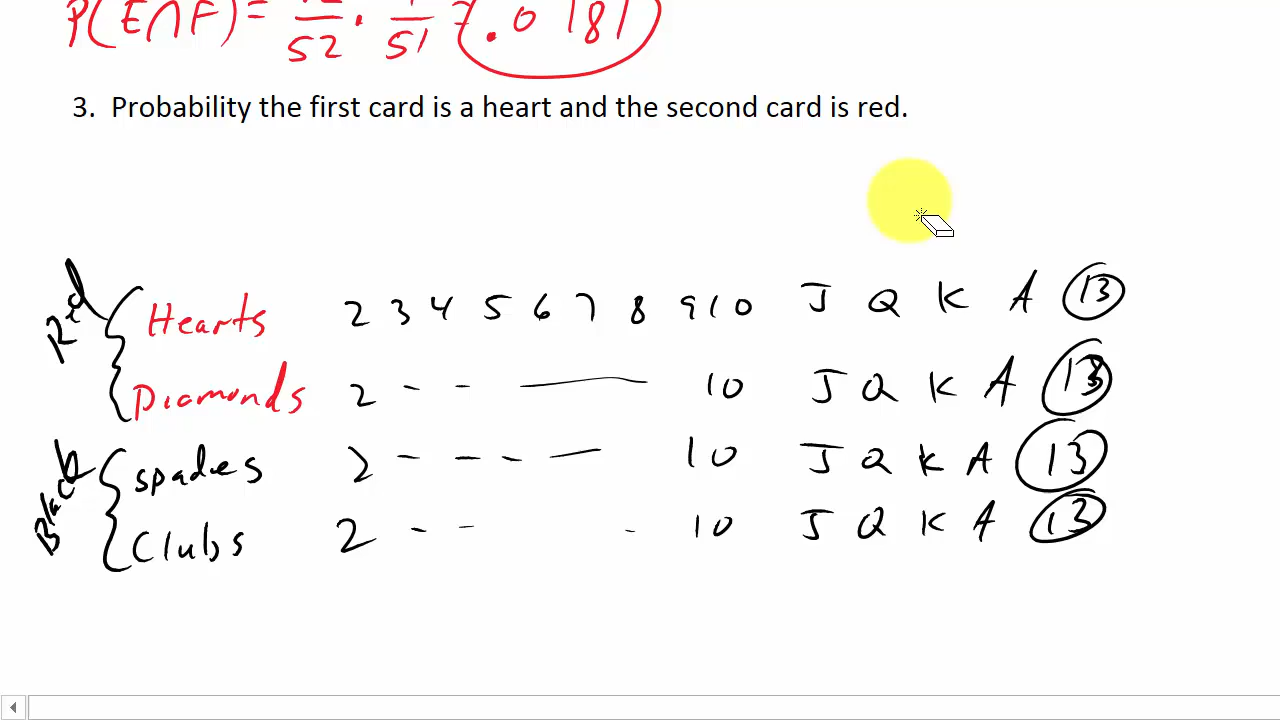 P(E∩F)= /52 · /51 = .0181
3. Probability the first card is a heart and the second card is red.
Red
Hearts 2 3 4 5 6 7 8 9 10 J Q K A 13
Diamonds 2 - - — 10 J Q K A 13
Black
Spades 2 - - - — 10 J Q K A 13
Clubs 2 - - - 10 J Q K A 13